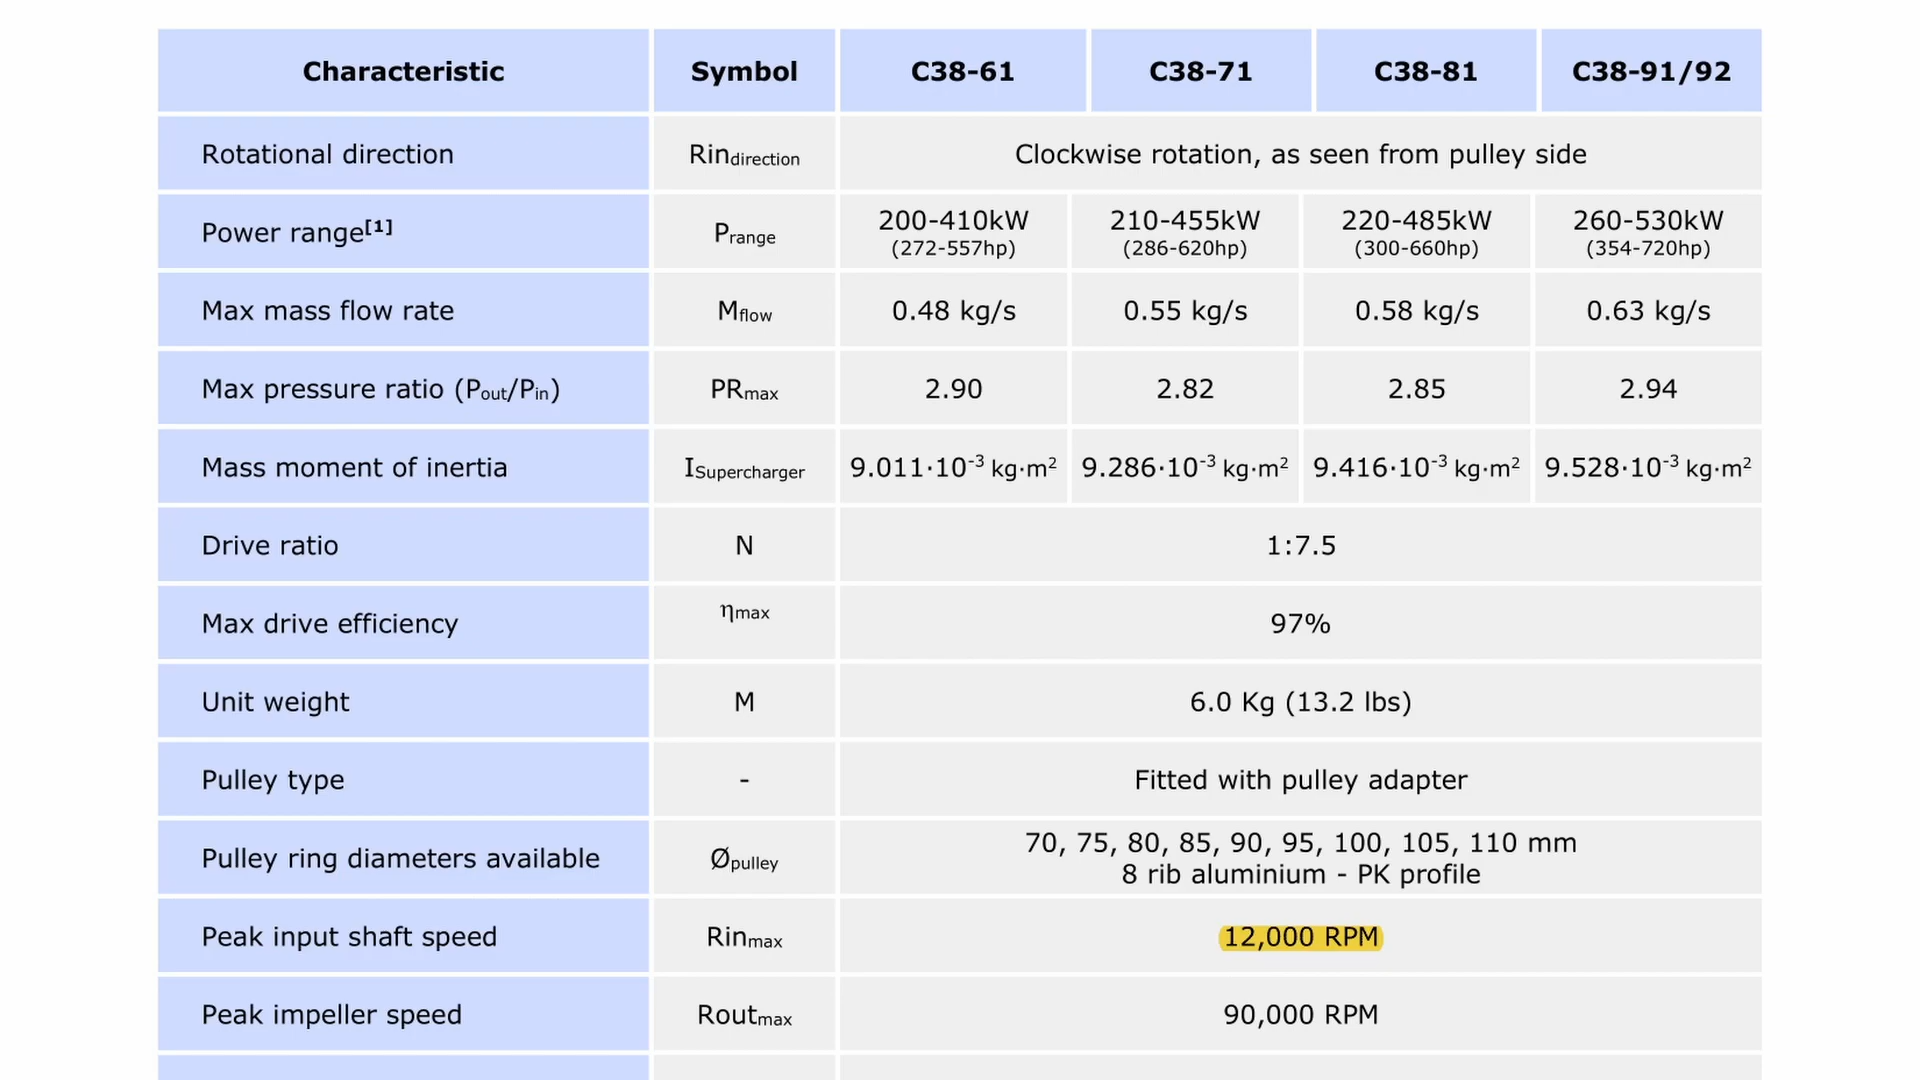 Characteristic Symbol C38-61 C38-71 C38-81 C38-91/92
Rotational direction Rin direction Clockwise rotation, as seen from pulley side
Power range[1] Prange 200-410kW 210-455kW 220-485kW 260-530kW
(272-557hp) (286-620hp) (300-660hp) (354-720hp)
Max mass flow rate Mflow 0.48 kg/s 0.55 kg/s 0.58 kg/s 0.63 kg/s
Max pressure ratio (Pout/Pin) PRmax 2.90 2.82 2.85 2.94
Mass moment of inertia ISupercharger 9.011·10-3 kg·m2 9.286·10-3 kg·m2 9.416·10-3 kg·m2 9.528·10-3 kg·m2
Drive ratio N 1:7.5
Max drive efficiency ηmax 97%
Unit weight M 6.0 Kg (13.2 lbs)
Pulley type - Fitted with pulley adapter
Pulley ring diameters available Øpulley 70, 75, 80, 85, 90, 95, 100, 105, 110 mm
8 rib aluminium - PK profile
Peak input shaft speed Rinmax 12,000 RPM
Peak impeller speed Routmax 90,000 RPM